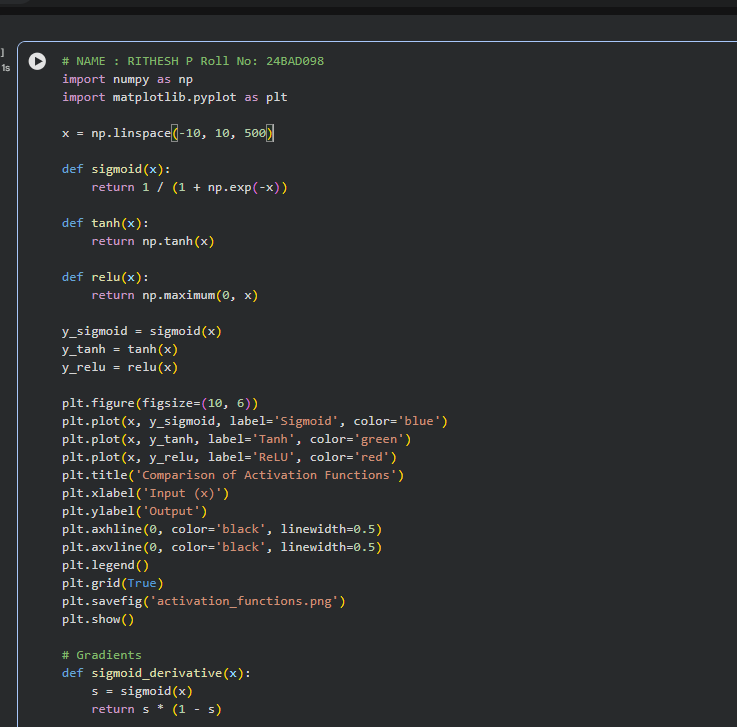 ]
1s
# NAME : RITHESH P Roll No: 24BAD098
import numpy as np
import matplotlib.pyplot as plt
x = np.linspace(-10, 10, 500)
def sigmoid(x):
    return 1 / (1 + np.exp(-x))
def tanh(x):
    return np.tanh(x)
def relu(x):
    return np.maximum(0, x)
y_sigmoid = sigmoid(x)
y_tanh = tanh(x)
y_relu = relu(x)
plt.figure(figsize=(10, 6))
plt.plot(x, y_sigmoid, label='Sigmoid', color='blue')
plt.plot(x, y_tanh, label='Tanh', color='green')
plt.plot(x, y_relu, label='ReLU', color='red')
plt.title('Comparison of Activation Functions')
plt.xlabel('Input (x)')
plt.ylabel('Output')
plt.axhline(0, color='black', linewidth=0.5)
plt.axvline(0, color='black', linewidth=0.5)
plt.legend()
plt.grid(True)
plt.savefig('activation_functions.png')
plt.show()
# Gradients
def sigmoid_derivative(x):
    s = sigmoid(x)
    return s * (1 - s)